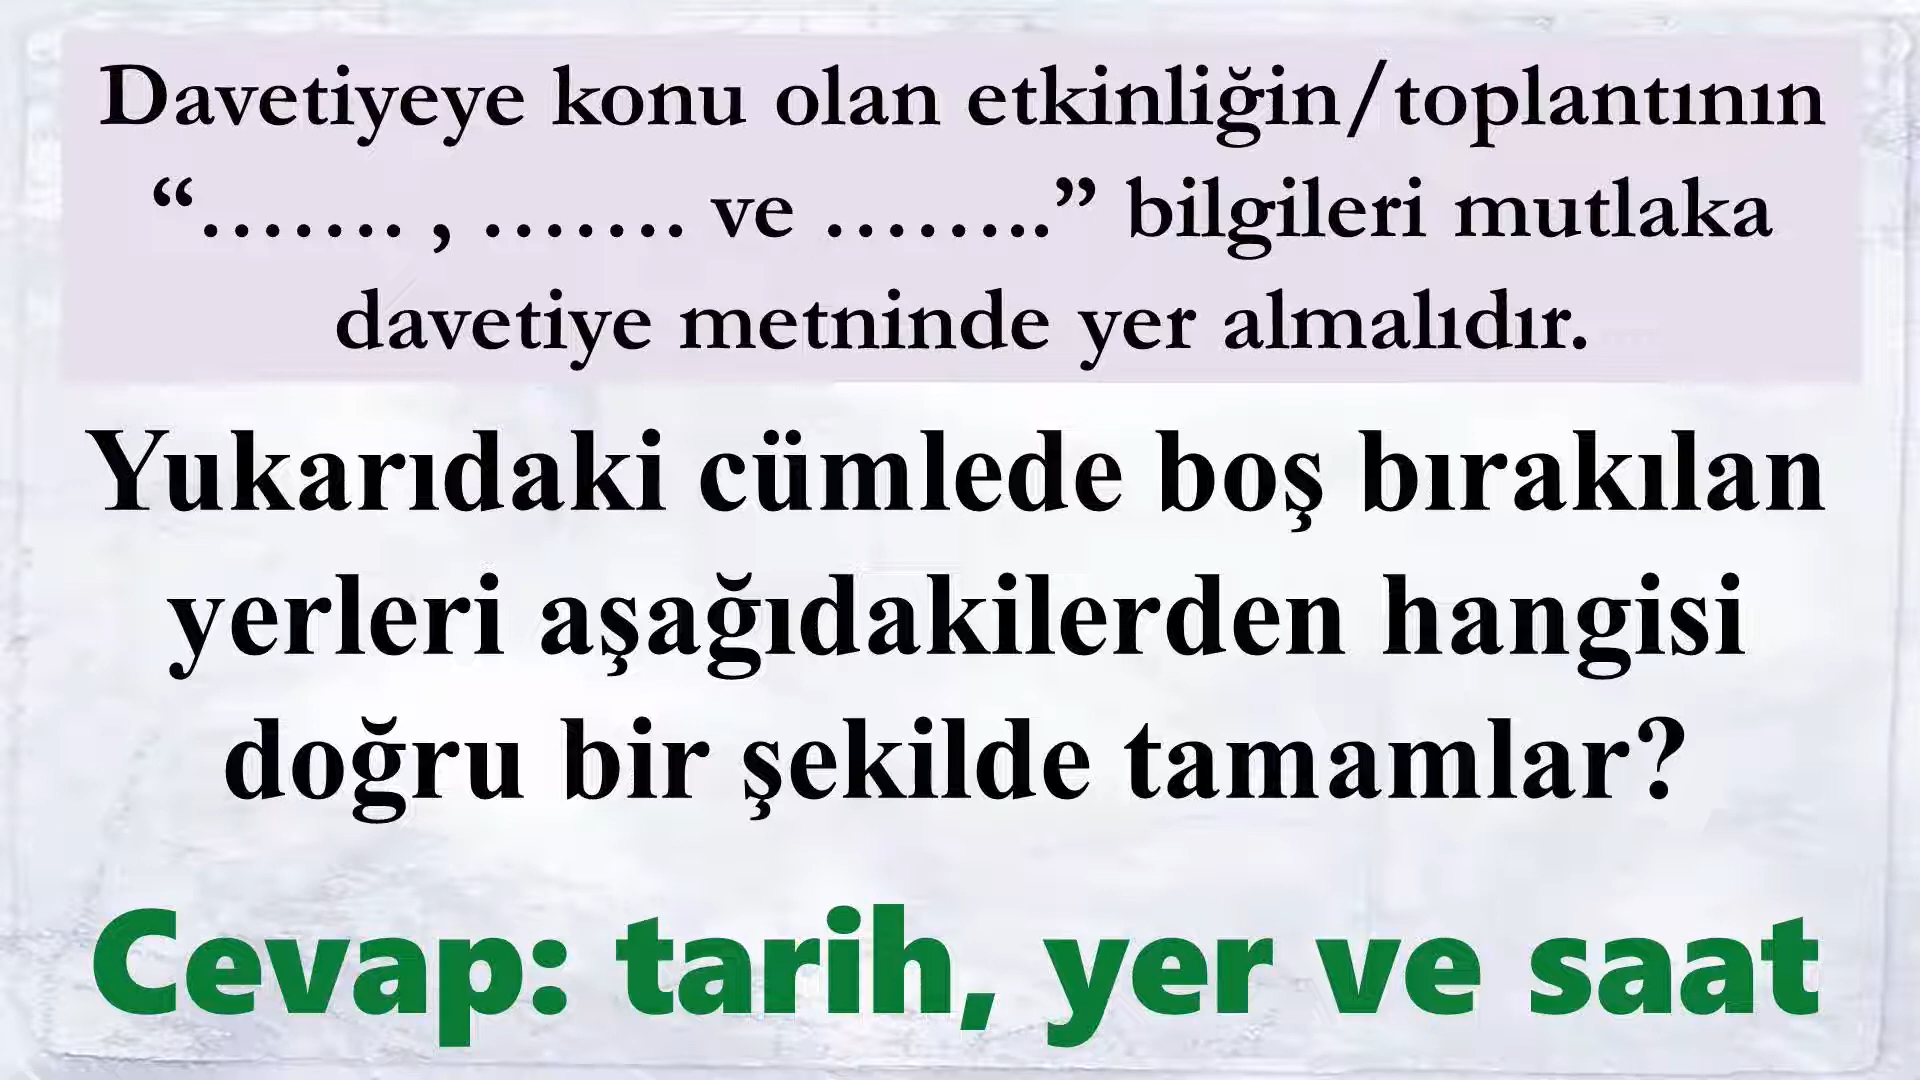 Davetiyeye konu olan etkinliğin/toplantının
“……. , ……. ve ……..” bilgileri mutlaka
davetiye metninde yer almalıdır.
Yukarıdaki cümlede boş bırakılan
yerleri aşağıdakilerden hangisi
doğru bir şekilde tamamlar?
Cevap: tarih, yer ve saat